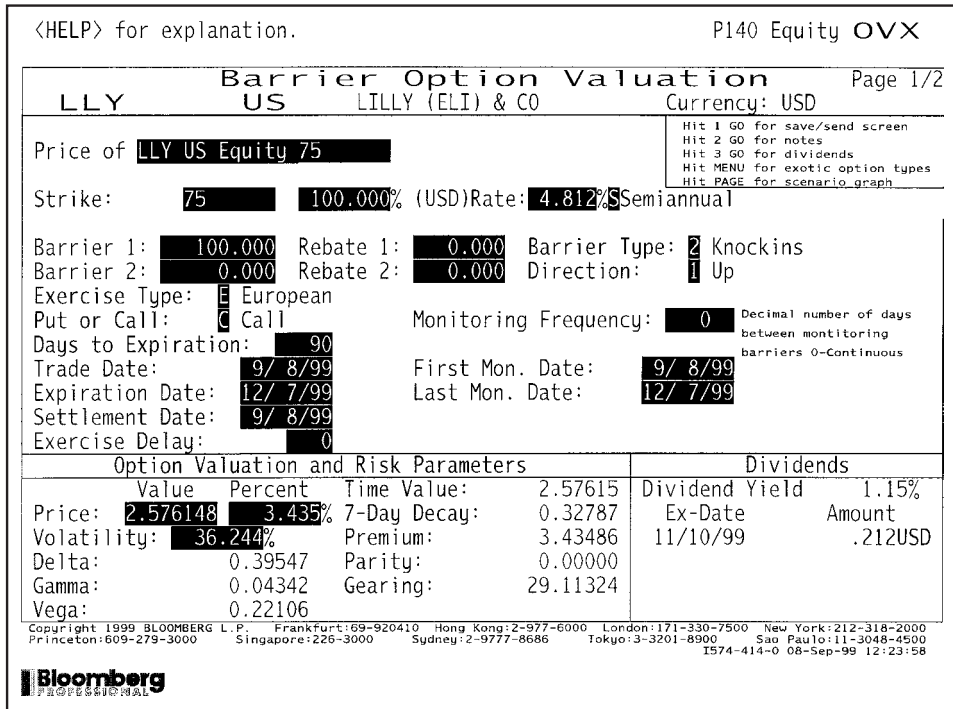 <HELP> for explanation. P140 Equity OVX
Barrier Option Valuation Page 1/2
LLY US LILLY (ELI) & CO Currency: USD
Hit 1 GO for save/send screen
Hit 2 GO for notes
Hit 3 GO for dividends
Hit MENU for exotic option types
Hit PAGE for scenario graph
Price of LLY US Equity 75
Strike: 75 100.000% (USD)Rate: 4.812%SSemiannual
Barrier 1: 100.000 Rebate 1: 0.000 Barrier Type: 2 Knockins
Barrier 2: 0.000 Rebate 2: 0.000 Direction: 1 Up
Exercise Type: E European
Put or Call: C Call Monitoring Frequency: 0 Decimal number of days
between montitoring
barriers 0-Continuous
Days to Expiration: 90
Trade Date: 9/ 8/99 First Mon. Date: 9/ 8/99
Expiration Date: 12/ 7/99 Last Mon. Date: 12/ 7/99
Settlement Date: 9/ 8/99
Exercise Delay: 0
Option Valuation and Risk Parameters Dividends
Value Percent Time Value: 2.57615 Dividend Yield 1.15%
Price: 2.576148 3.435% 7-Day Decay: 0.32787 Ex-Date Amount
Volatility: 36.244% Premium: 3.43486 11/10/99 .212USD
Delta: 0.39547 Parity: 0.00000
Gamma: 0.04342 Gearing: 29.11324
Vega: 0.22106
Copyright 1999 BLOOMBERG L.P. Frankfurt:69-920410 Hong Kong:2-977-6000 London:171-330-7500 New York:212-318-2000
Princeton:609-279-3000 Singapore:226-3000 Sydney:2-9777-8686 Tokyo:3-3201-8900 Sao Paulo:11-3048-4500
I574-414-0 08-Sep-99 12:23:58
Bloomberg
PROFESSIONAL